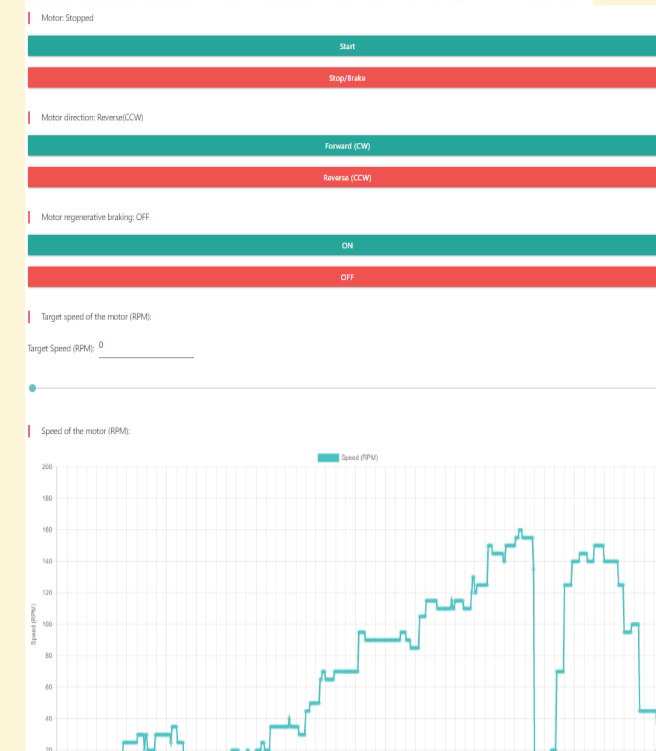 Motor: Stopped
Start
Stop/Brake
Motor direction: Reverse(CCW)
Forward (CW)
Reverse (CCW)
Motor regenerative braking: OFF
ON
OFF
Target speed of the motor (RPM):
Target Speed (RPM): 0
Speed of the motor (RPM):
Speed (RPM)
200
180
160
140
120
100
80
60
40
20
Speed (RPM)